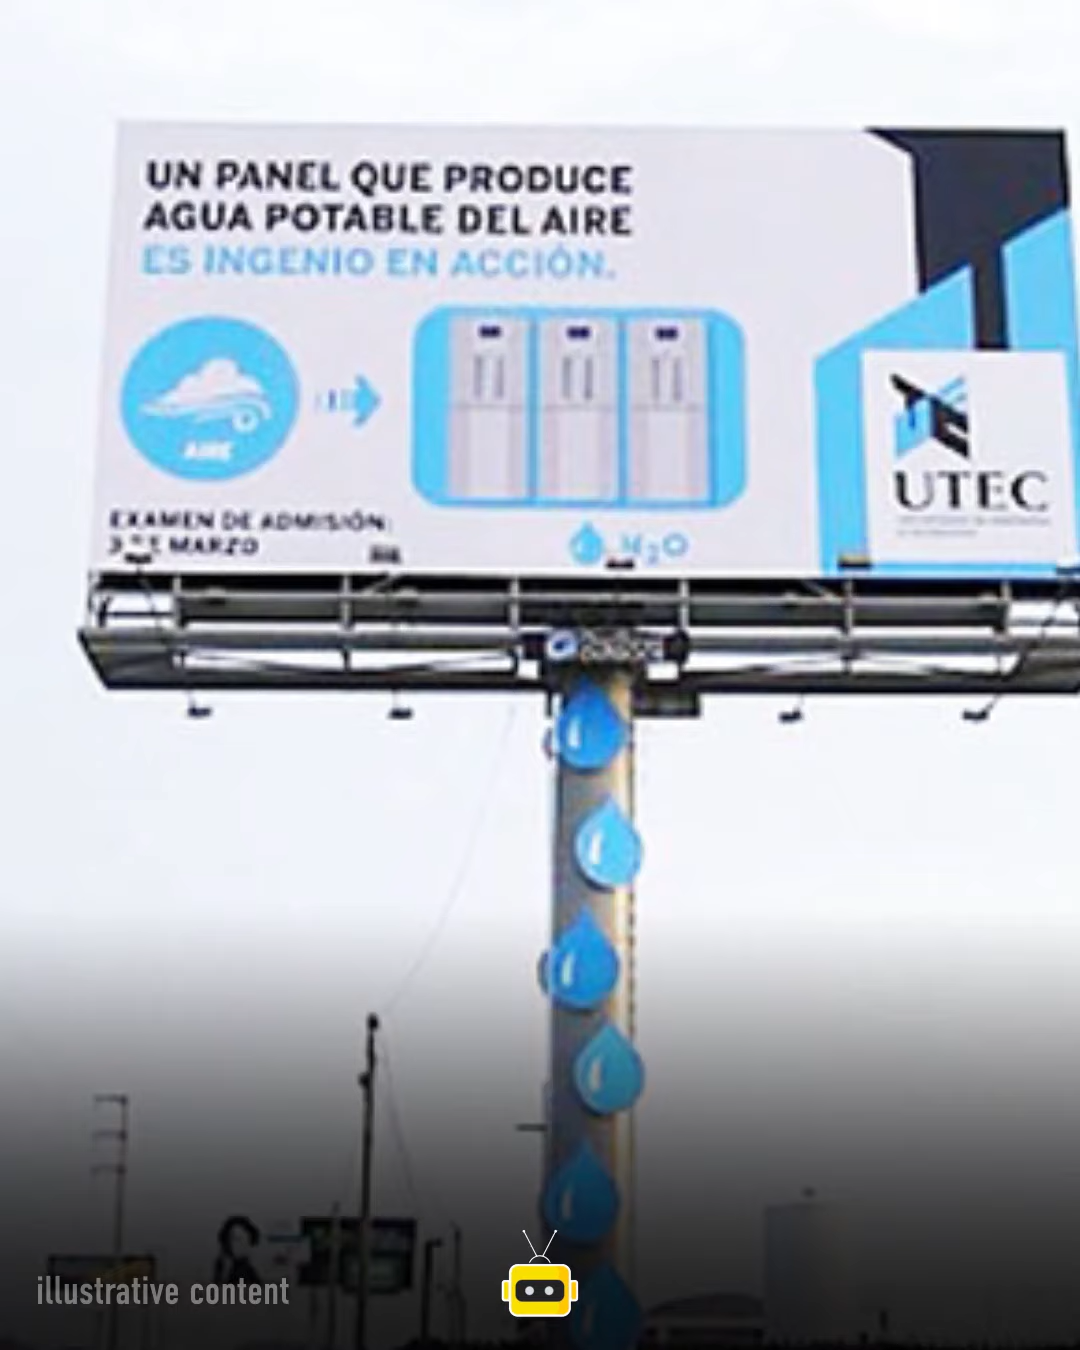 UN PANEL QUE PRODUCE
AGUA POTABLE DEL AIRE
ES INGENIO EN ACCIÓN.
AIRE
EXAMEN DE ADMISIÓN:
MARZO
H₂O
UTEC
illustrative content